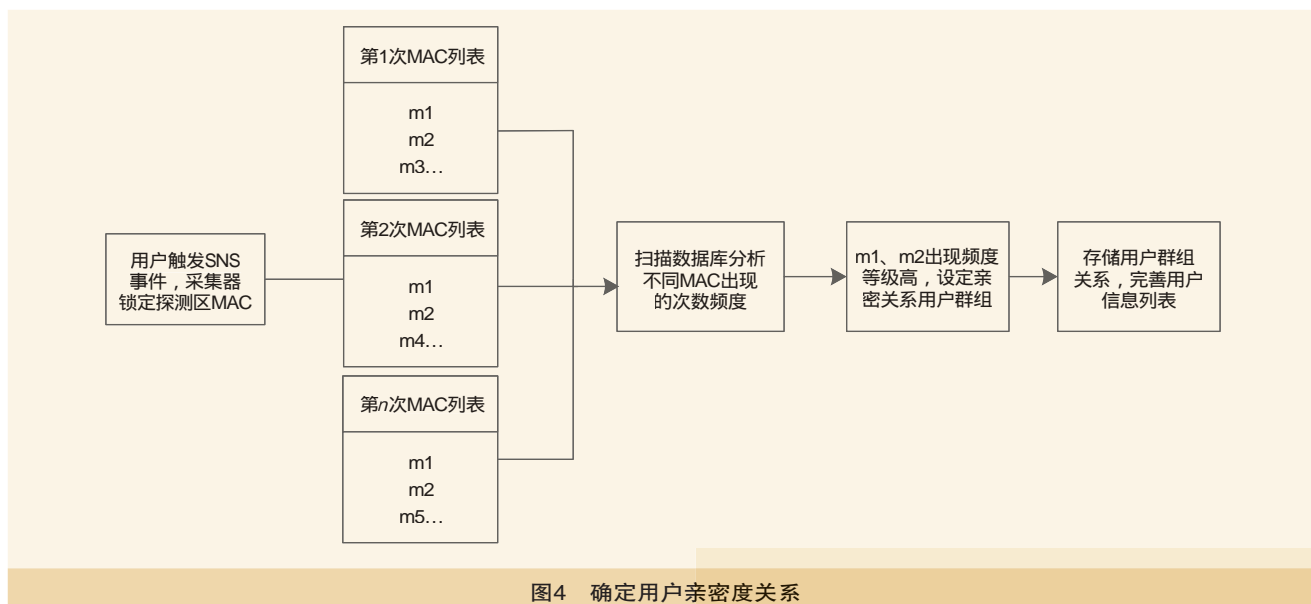 第1次MAC列表
m1
m2
m3…
用户触发SNS
事件，采集器
锁定探测区MAC
第2次MAC列表
m1
m2
m4…
第n次MAC列表
m1
m2
m5…
扫描数据库分析
不同MAC出现
的次数频度
m1、m2出现频度
等级高，设定亲
密关系用户群组
存储用户群组
关系，完善用户
信息列表
图4 确定用户亲密度关系